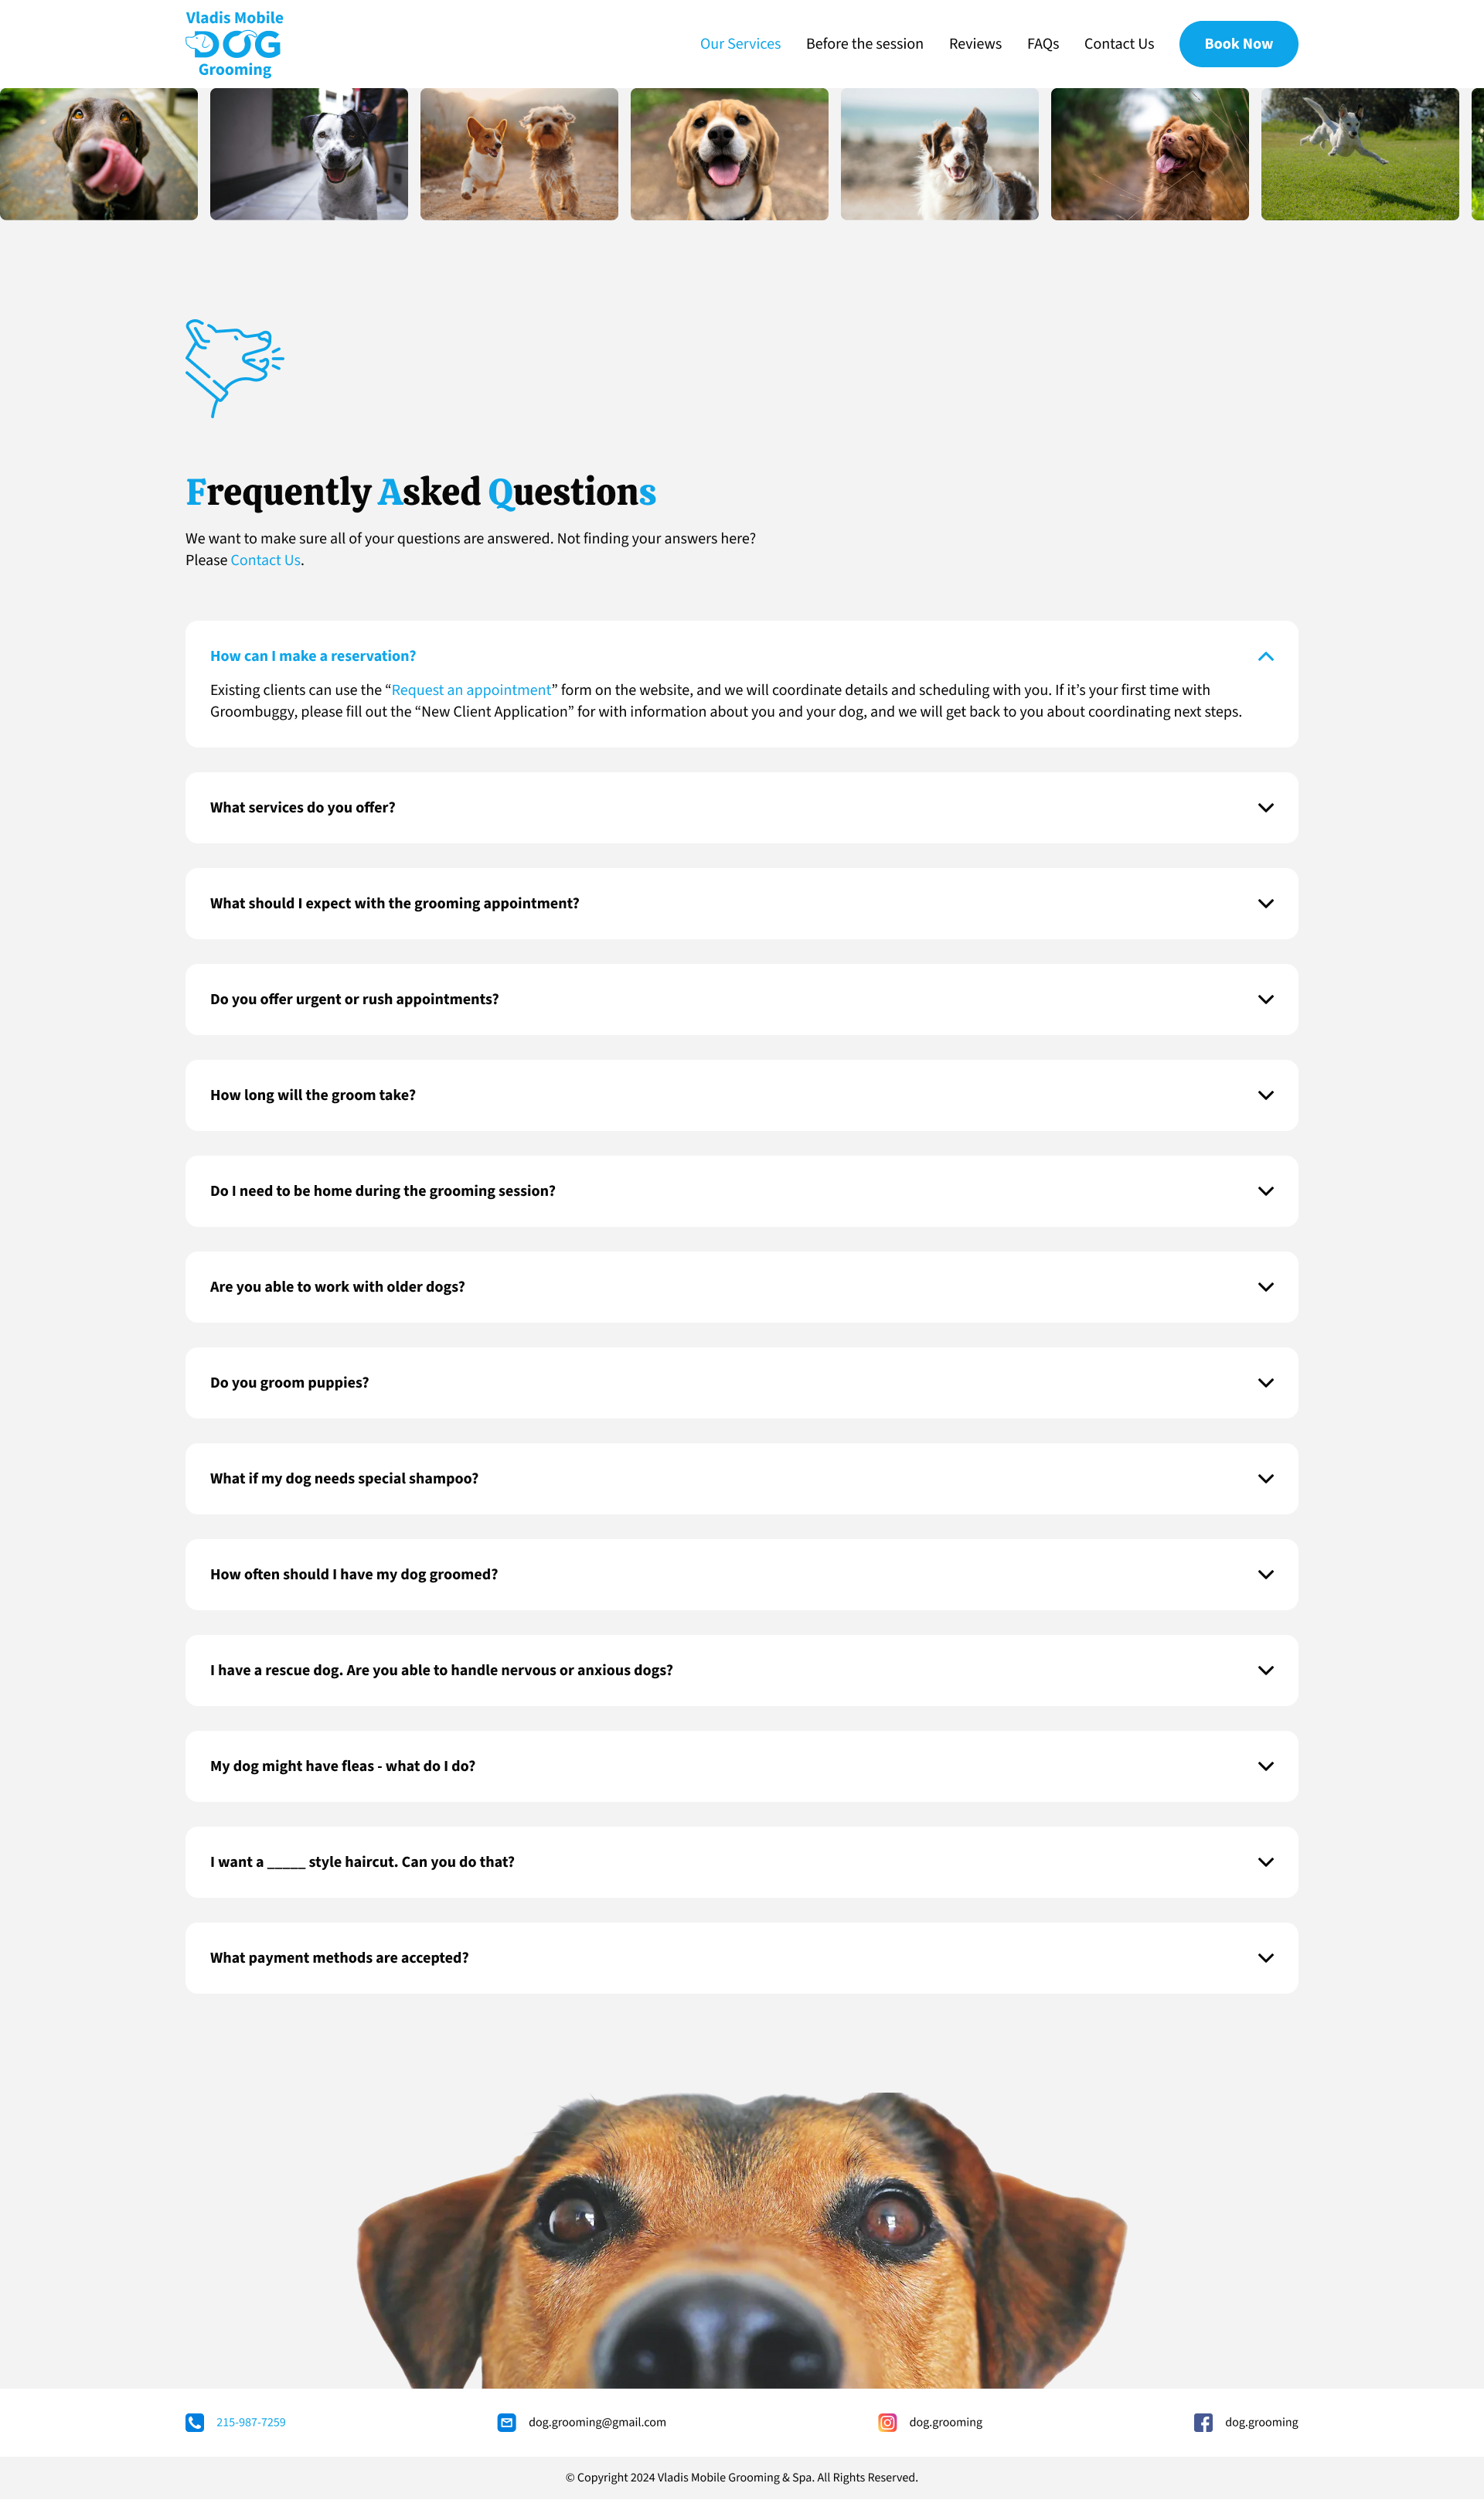 Vladis Mobile
DOG
Grooming
Our Services
Before the session
Reviews
FAQs
Contact Us
Book Now
Frequently Asked Questions
We want to make sure all of your questions are answered. Not finding your answers here?
Please Contact Us.
How can I make a reservation?
Existing clients can use the “Request an appointment” form on the website, and we will coordinate details and scheduling with you. If it’s your first time with
Groombuggy, please fill out the “New Client Application” for with information about you and your dog, and we will get back to you about coordinating next steps.
What services do you offer?
What should I expect with the grooming appointment?
Do you offer urgent or rush appointments?
How long will the groom take?
Do I need to be home during the grooming session?
Are you able to work with older dogs?
Do you groom puppies?
What if my dog needs special shampoo?
How often should I have my dog groomed?
I have a rescue dog. Are you able to handle nervous or anxious dogs?
My dog might have fleas - what do I do?
I want a _____ style haircut. Can you do that?
What payment methods are accepted?
215-987-7259
dog.grooming@gmail.com
dog.grooming
dog.grooming
© Copyright 2024 Vladis Mobile Grooming & Spa. All Rights Reserved.